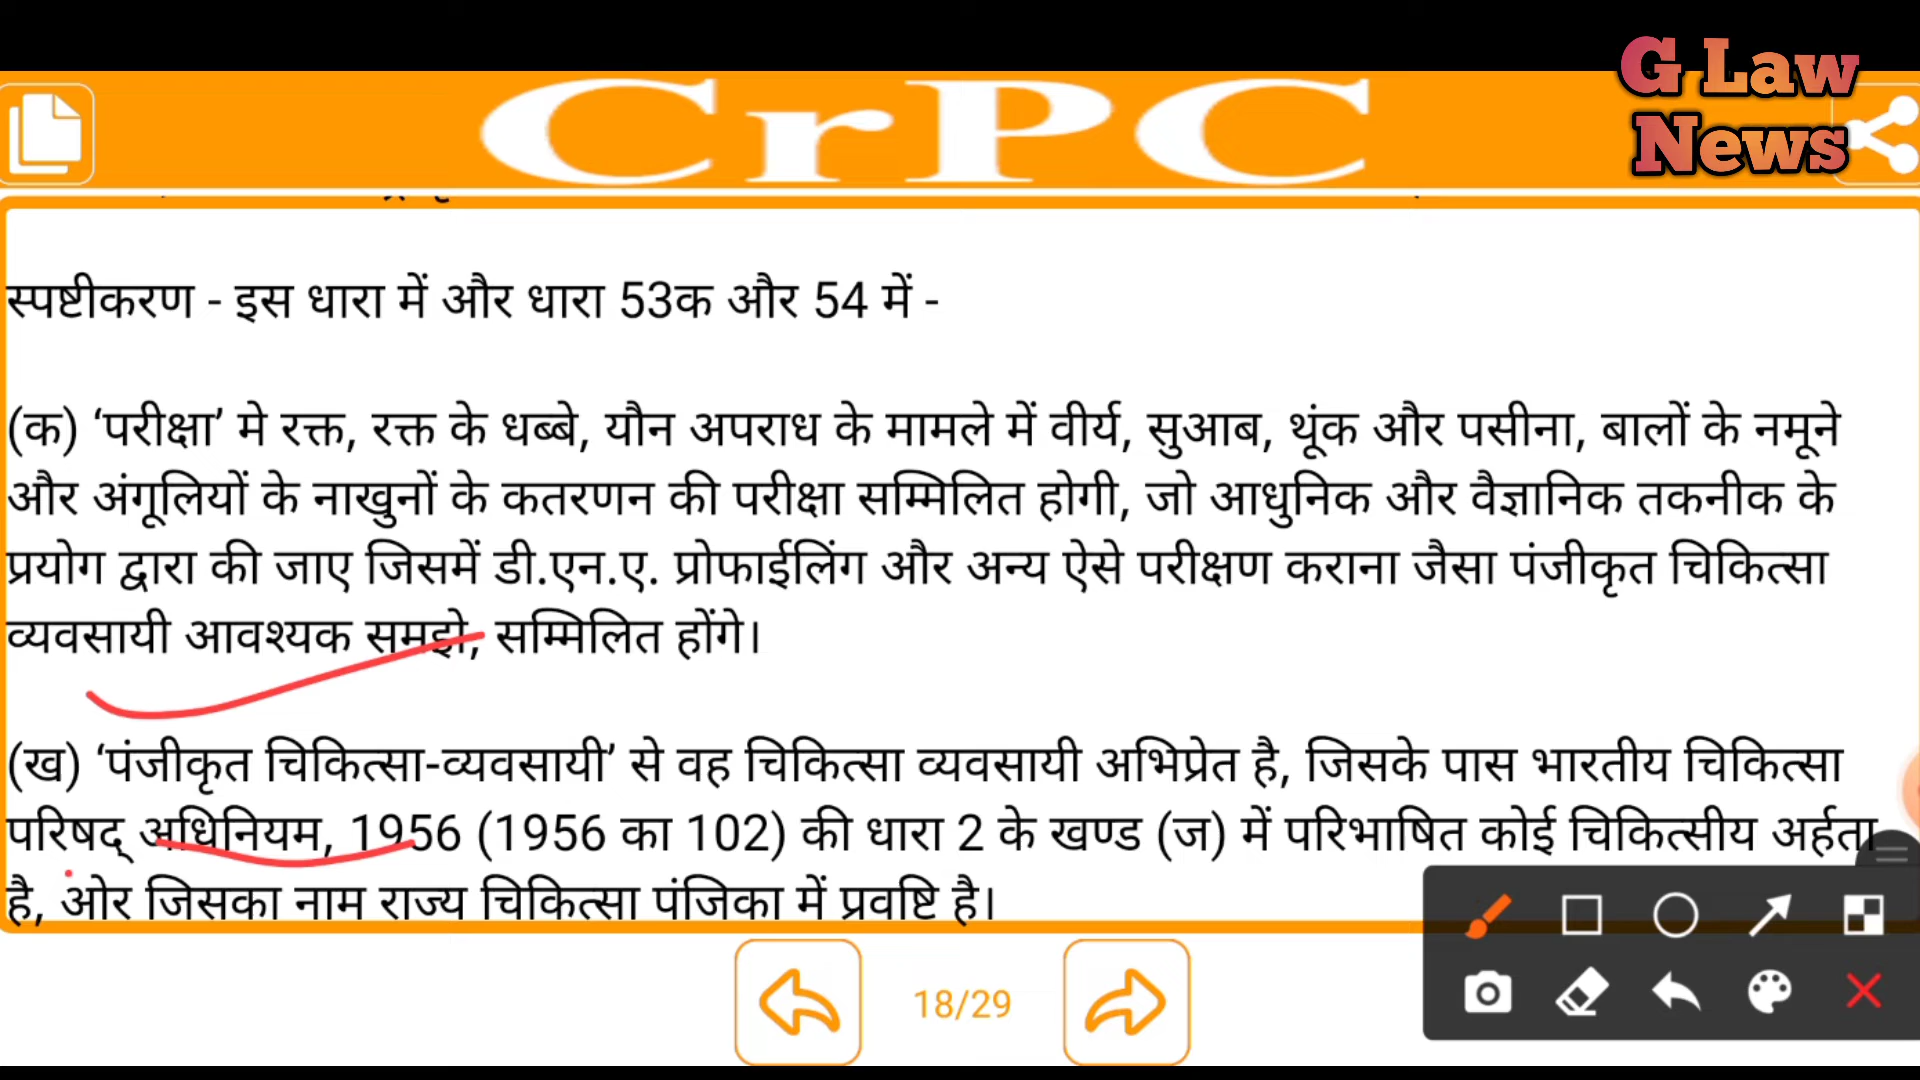 CrPC
G Law
News
स्पष्टीकरण - इस धारा में और धारा 53क और 54 में -
(क) ‘परीक्षा’ मे रक्त, रक्त के धब्बे, यौन अपराध के मामले में वीर्य, सुआब, थूंक और पसीना, बालों के नमूने
और अंगूलियों के नाखुनों के कतरणन की परीक्षा सम्मिलित होगी, जो आधुनिक और वैज्ञानिक तकनीक के
प्रयोग द्वारा की जाए जिसमें डी.एन.ए. प्रोफाईलिंग और अन्य ऐसे परीक्षण कराना जैसा पंजीकृत चिकित्सा
व्यवसायी आवश्यक समझे, सम्मिलित होंगे।
(ख) ‘पंजीकृत चिकित्सा-व्यवसायी’ से वह चिकित्सा व्यवसायी अभिप्रेत है, जिसके पास भारतीय चिकित्सा
परिषद् अधिनियम, 1956 (1956 का 102) की धारा 2 के खण्ड (ज) में परिभाषित कोई चिकित्सीय अर्हता
है, ओर जिसका नाम राज्य चिकित्सा पंजिका में प्रवष्टि है।
18/29